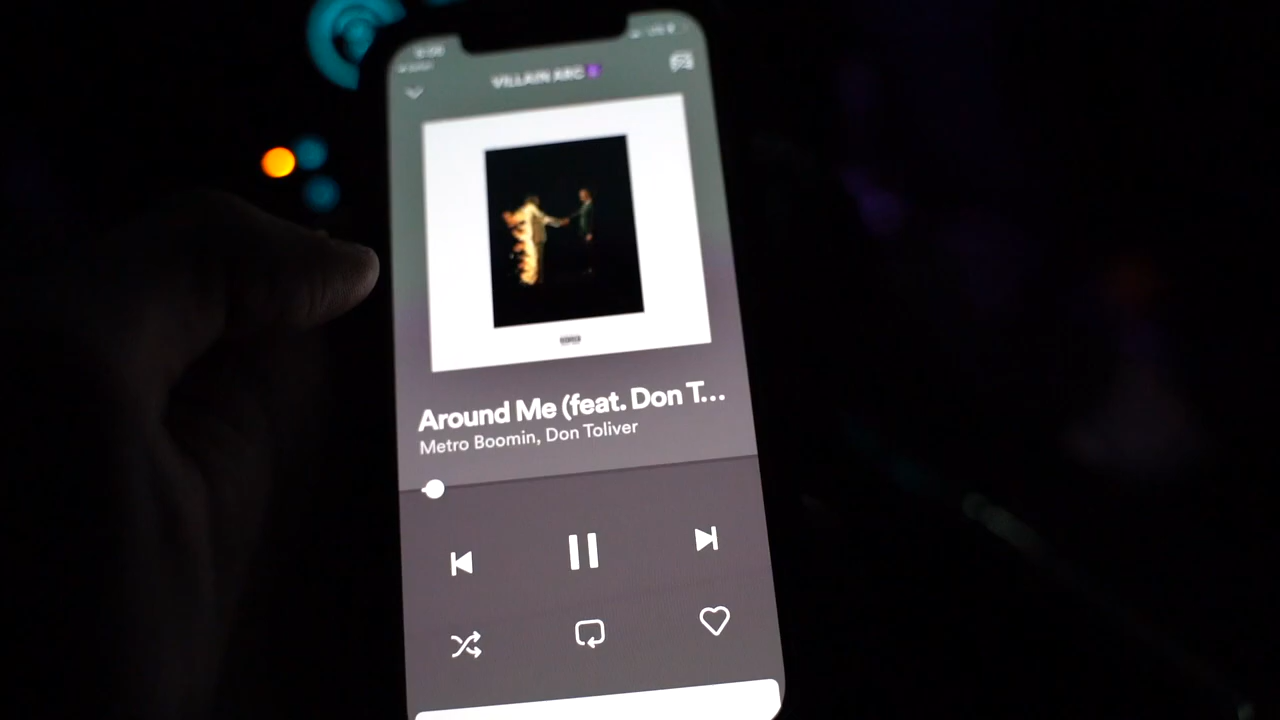 VILLAIN ARC
Around Me (feat. Don T...
Metro Boomin, Don Toliver